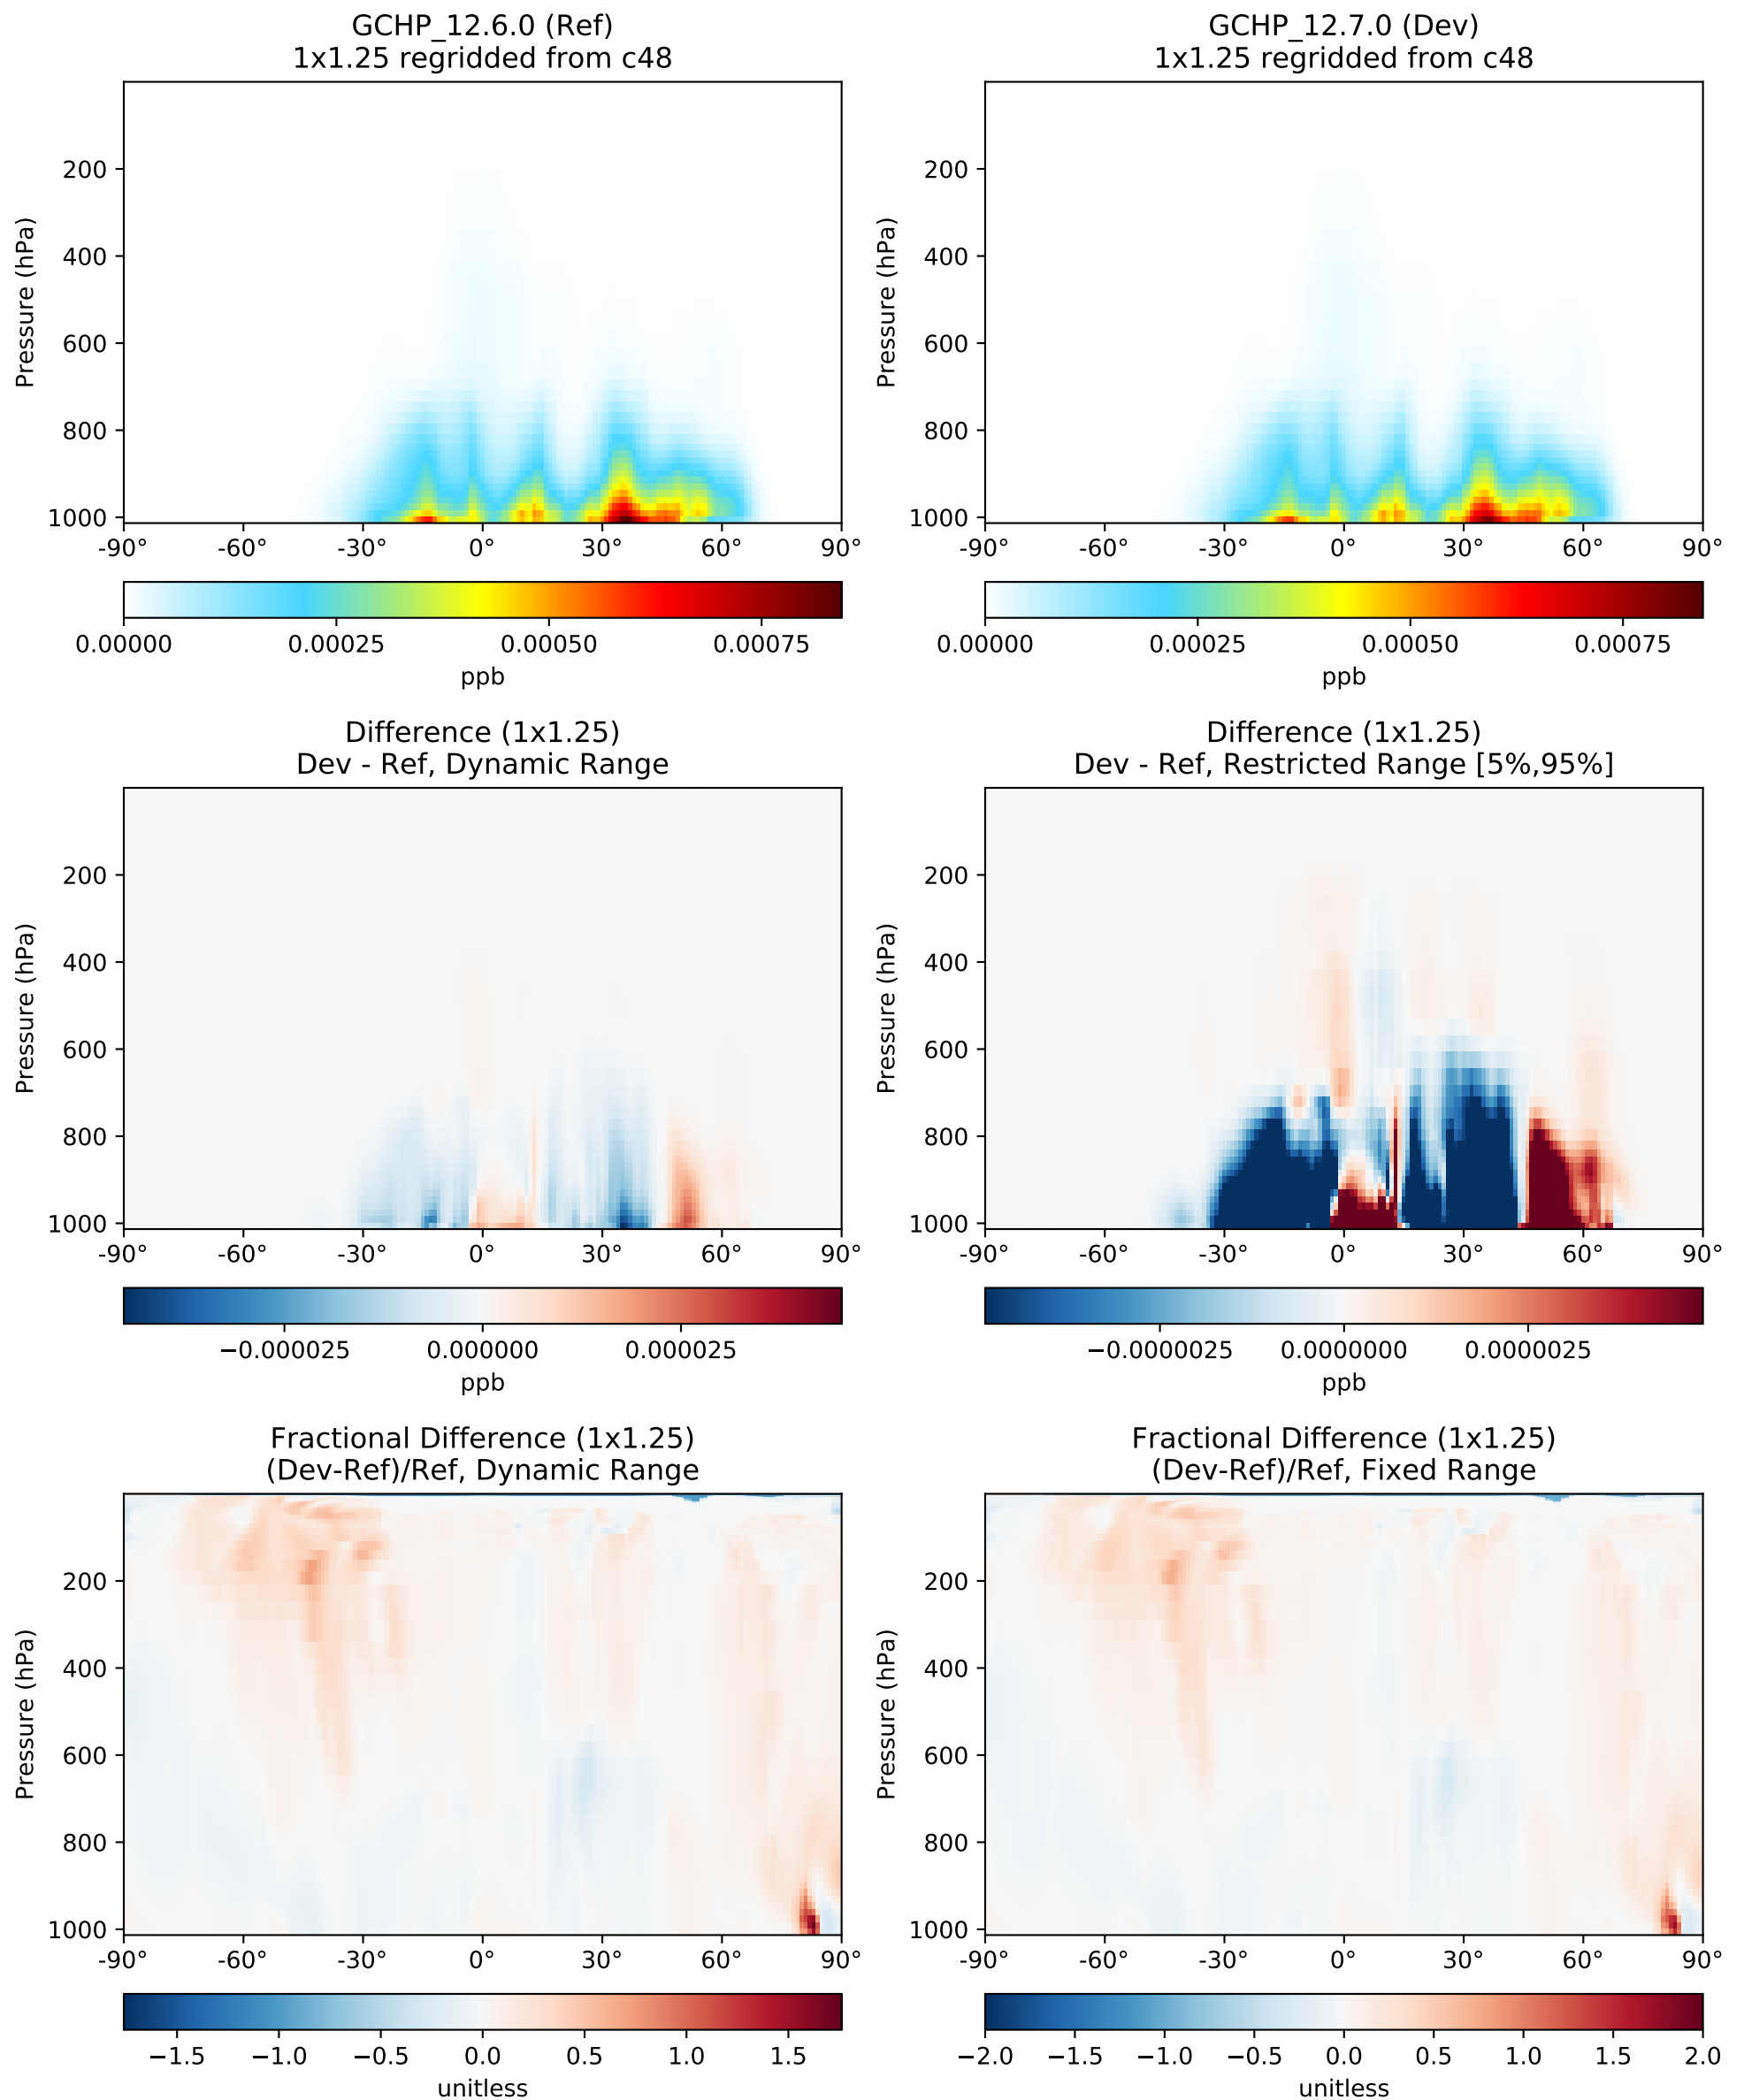 GCHP_12.6.0 (Ref)
1x1.25 regridded from c48
Pressure (hPa)
200
400
600
800
1000
-90° -60° -30° 0° 30° 60° 90°
0.00000 0.00025 0.00050 0.00075
ppb
GCHP_12.7.0 (Dev)
1x1.25 regridded from c48
Pressure (hPa)
200
400
600
800
1000
-90° -60° -30° 0° 30° 60° 90°
0.00000 0.00025 0.00050 0.00075
ppb
Difference (1x1.25)
Dev - Ref, Dynamic Range
Pressure (hPa)
200
400
600
800
1000
-90° -60° -30° 0° 30° 60° 90°
−0.000025 0.000000 0.000025
ppb
Difference (1x1.25)
Dev - Ref, Restricted Range [5%,95%]
Pressure (hPa)
200
400
600
800
1000
-90° -60° -30° 0° 30° 60° 90°
−0.0000025 0.0000000 0.0000025
ppb
Fractional Difference (1x1.25)
(Dev-Ref)/Ref, Dynamic Range
Pressure (hPa)
200
400
600
800
1000
-90° -60° -30° 0° 30° 60° 90°
−1.5 −1.0 −0.5 0.0 0.5 1.0 1.5
unitless
Fractional Difference (1x1.25)
(Dev-Ref)/Ref, Fixed Range
Pressure (hPa)
200
400
600
800
1000
-90° -60° -30° 0° 30° 60° 90°
−2.0 −1.5 −1.0 −0.5 0.0 0.5 1.0 1.5 2.0
unitless